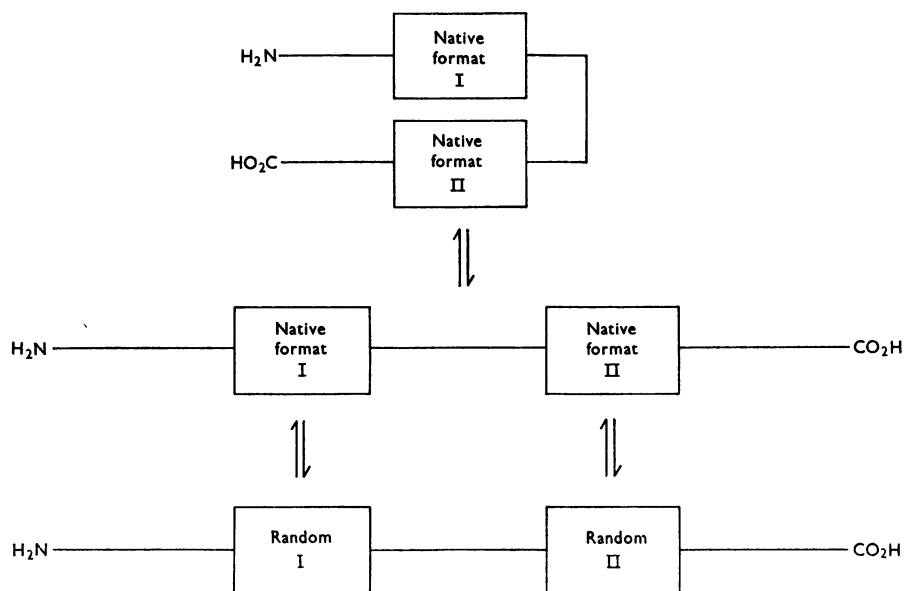 H₂N
Native
format
I
HO₂C
Native
format
II
H₂N
Native
format
I
Native
format
II
CO₂H
H₂N
Random
I
Random
II
CO₂H